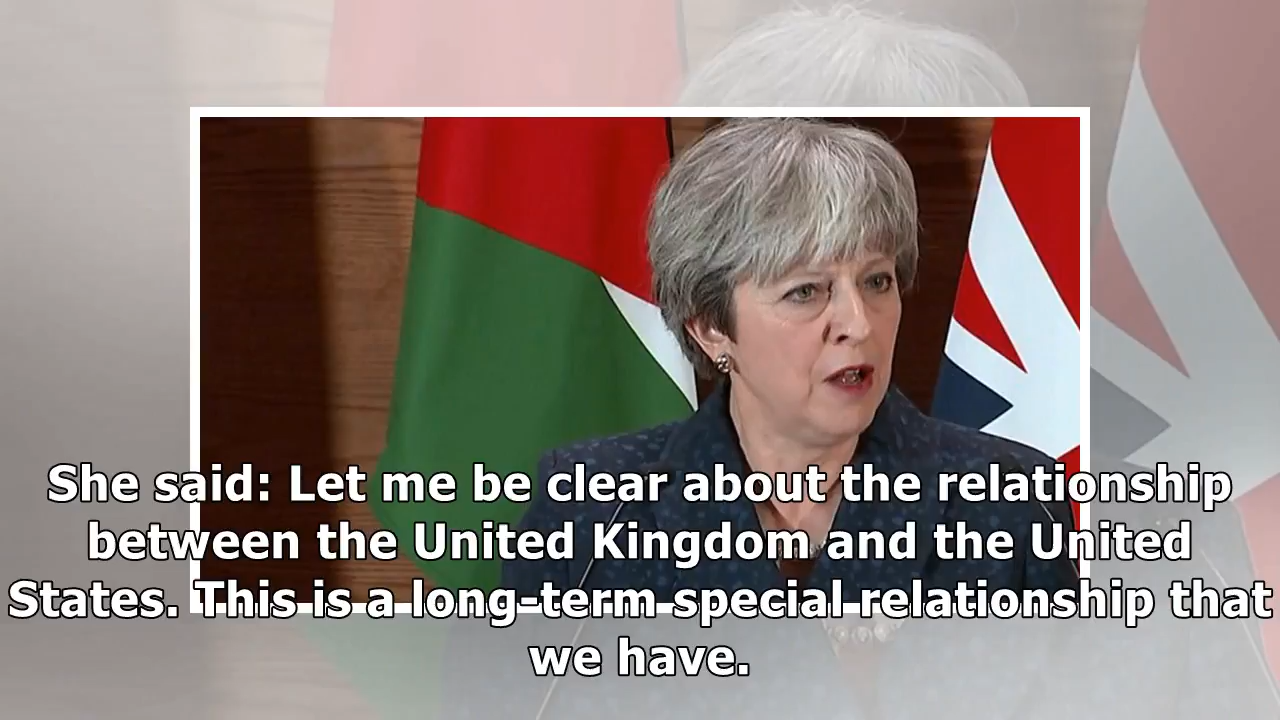 She said: Let me be clear about the relationship
between the United Kingdom and the United
States. This is a long-term special relationship that
we have.